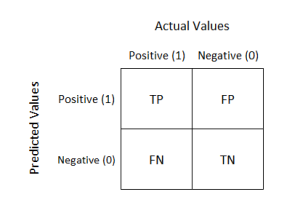 Actual Values
Positive (1) Negative (0)
Predicted Values
Positive (1) TP FP
Negative (0) FN TN